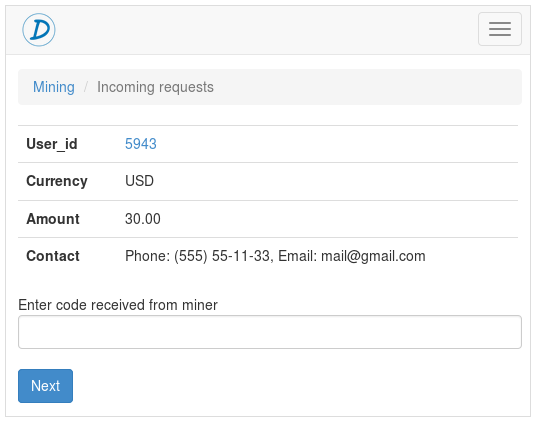 D
Mining / Incoming requests
User_id 5943
Currency USD
Amount 30.00
Contact Phone: (555) 55-11-33, Email: mail@gmail.com
Enter code received from miner
Next